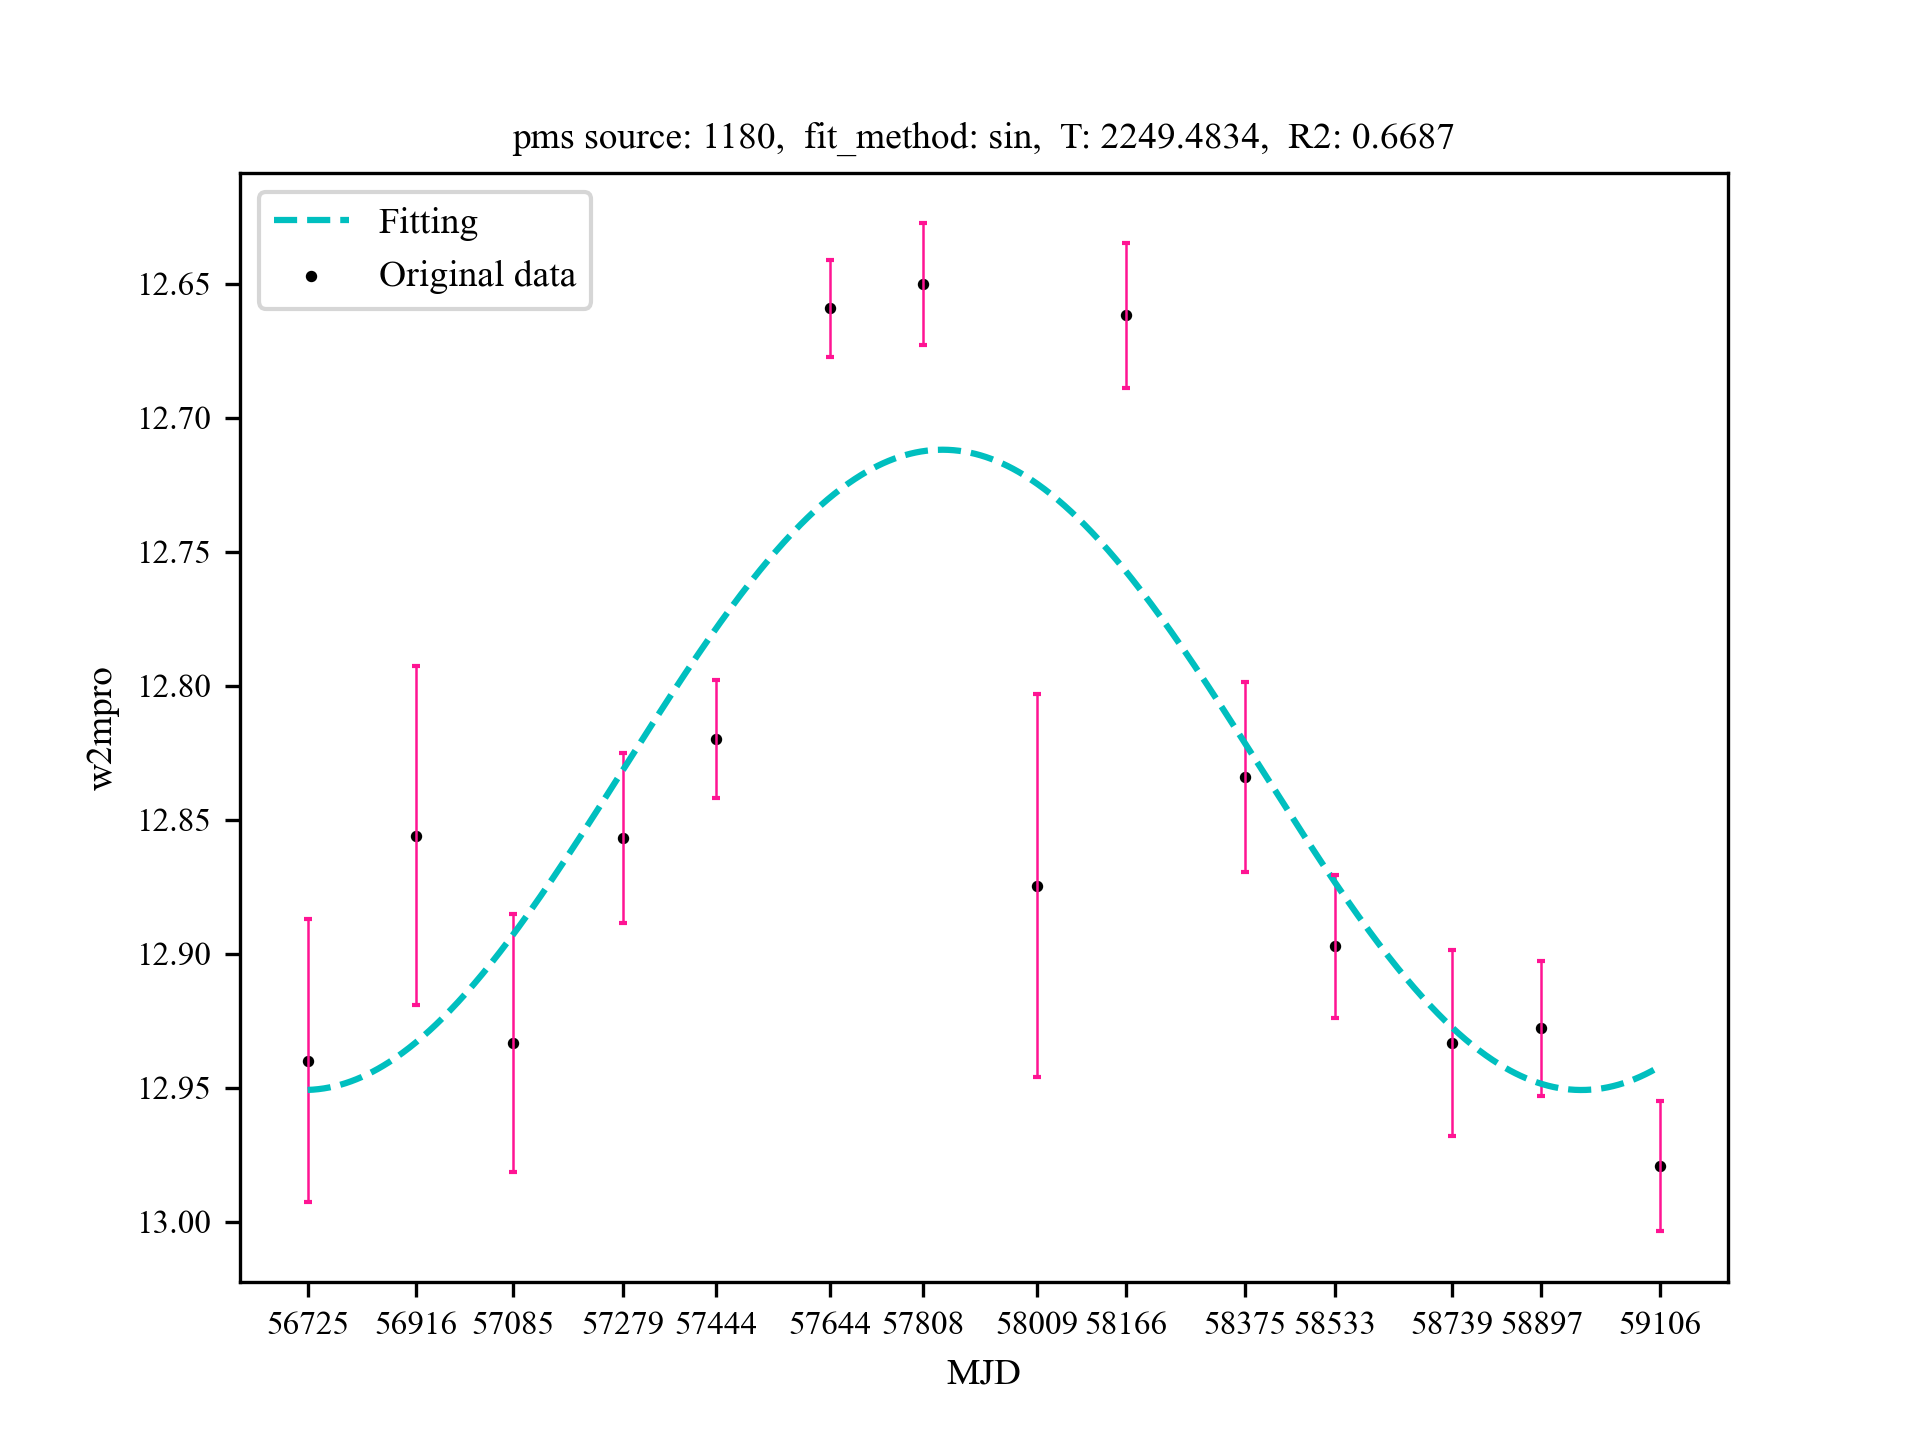 pms source: 1180,  fit_method: sin,  T: 2249.4834,  R2: 0.6687
Fitting
Original data
12.65
12.70
12.75
12.80
12.85
12.90
12.95
13.00
w2mpro
56725 56916 57085 57279 57444 57644 57808 58009 58166 58375 58533 58739 58897 59106
MJD